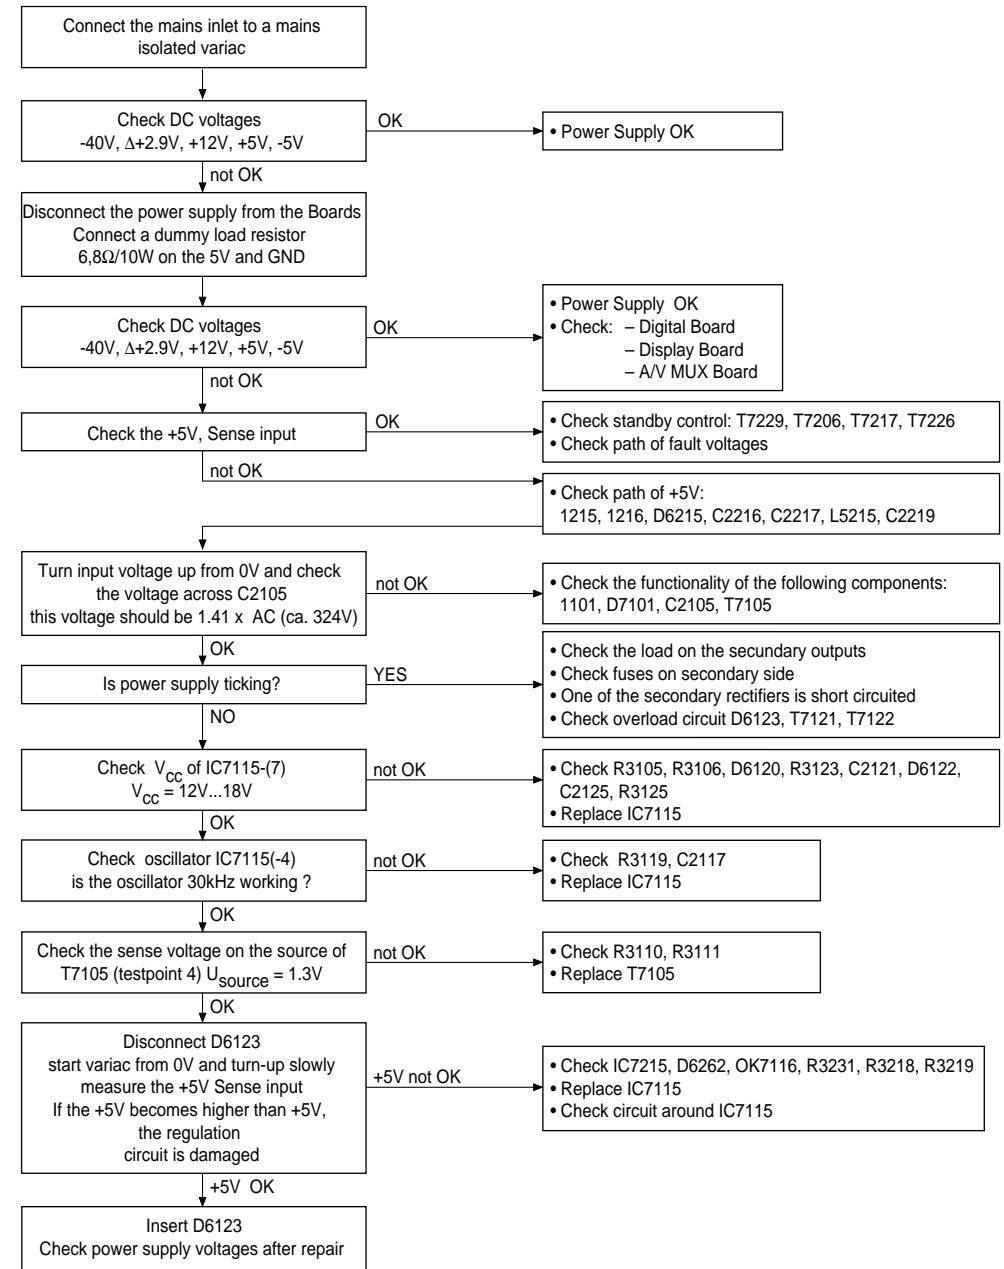 Connect the mains inlet to a mains
isolated variac
Check DC voltages
-40V, Δ+2.9V, +12V, +5V, -5V
OK
• Power Supply OK
not OK
Disconnect the power supply from the Boards
Connect a dummy load resistor
6,8Ω/10W on the 5V and GND
Check DC voltages
-40V, Δ+2.9V, +12V, +5V, -5V
OK
• Power Supply OK
• Check: – Digital Board
– Display Board
– A/V MUX Board
not OK
Check the +5V, Sense input
OK
• Check standby control: T7229, T7206, T7217, T7226
• Check path of fault voltages
not OK
• Check path of +5V:
1215, 1216, D6215, C2216, C2217, L5215, C2219
Turn input voltage up from 0V and check
the voltage across C2105
this voltage should be 1.41 x AC (ca. 324V)
not OK
• Check the functionality of the following components:
1101, D7101, C2105, T7105
OK
Is power supply ticking?
YES
• Check the load on the secundary outputs
• Check fuses on secondary side
• One of the secondary rectifiers is short circuited
• Check overload circuit D6123, T7121, T7122
NO
Check VCC of IC7115-(7)
VCC = 12V...18V
not OK
• Check R3105, R3106, D6120, R3123, C2121, D6122,
C2125, R3125
• Replace IC7115
OK
Check oscillator IC7115(-4)
is the oscillator 30kHz working ?
not OK
• Check R3119, C2117
• Replace IC7115
OK
Check the sense voltage on the source of
T7105 (testpoint 4) Usource = 1.3V
not OK
• Check R3110, R3111
• Replace T7105
OK
Disconnect D6123
start variac from 0V and turn-up slowly
measure the +5V Sense input
If the +5V becomes higher than +5V,
the regulation
circuit is damaged
+5V not OK
• Check IC7215, D6262, OK7116, R3231, R3218, R3219
• Replace IC7115
• Check circuit around IC7115
+5V OK
Insert D6123
Check power supply voltages after repair